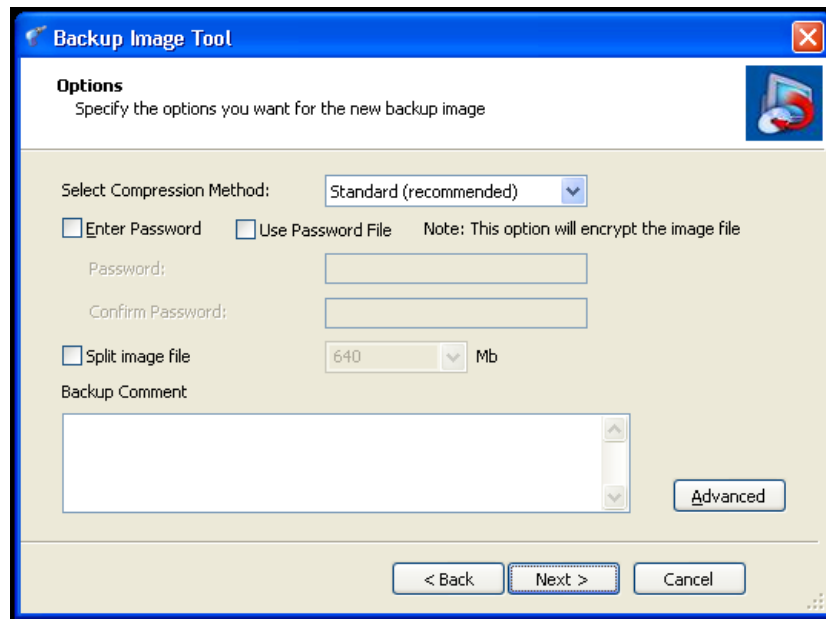 Backup Image Tool
Options
Specify the options you want for the new backup image
Select Compression Method: Standard (recommended)
Enter Password Use Password File Note: This option will encrypt the image file
Password:
Confirm Password:
Split image file 640 Mb
Backup Comment
Advanced
< Back Next > Cancel